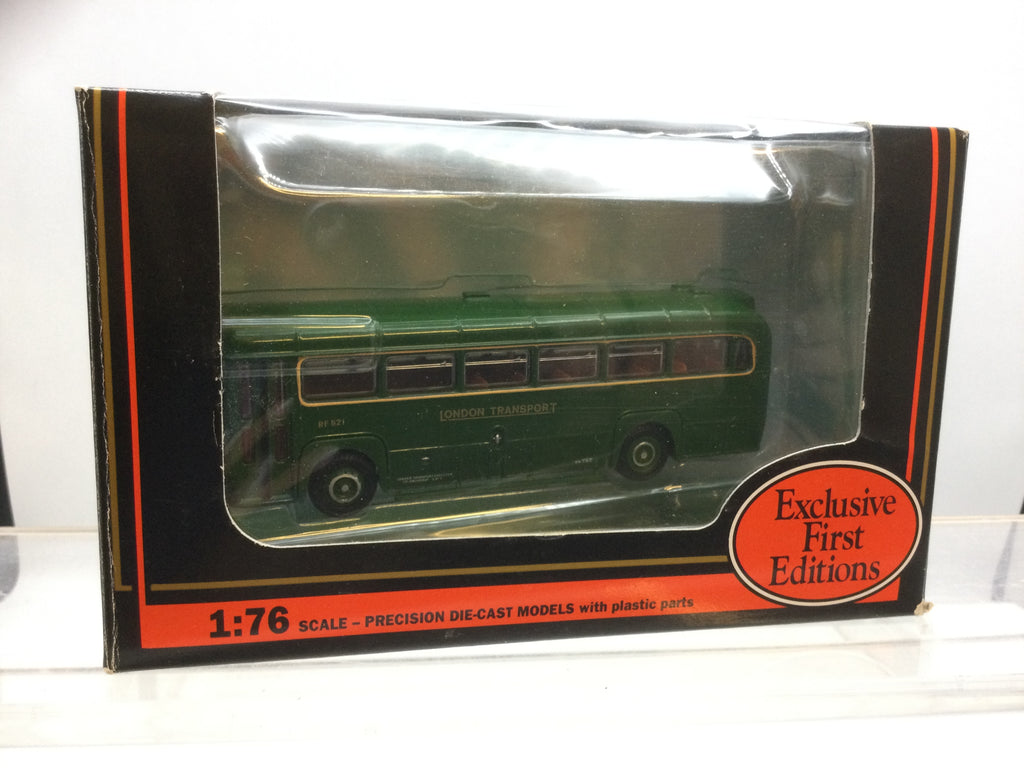 LONDON TRANSPORT
RF 521
Exclusive
First
Editions
1:76 SCALE – PRECISION DIE-CAST MODELS with plastic parts